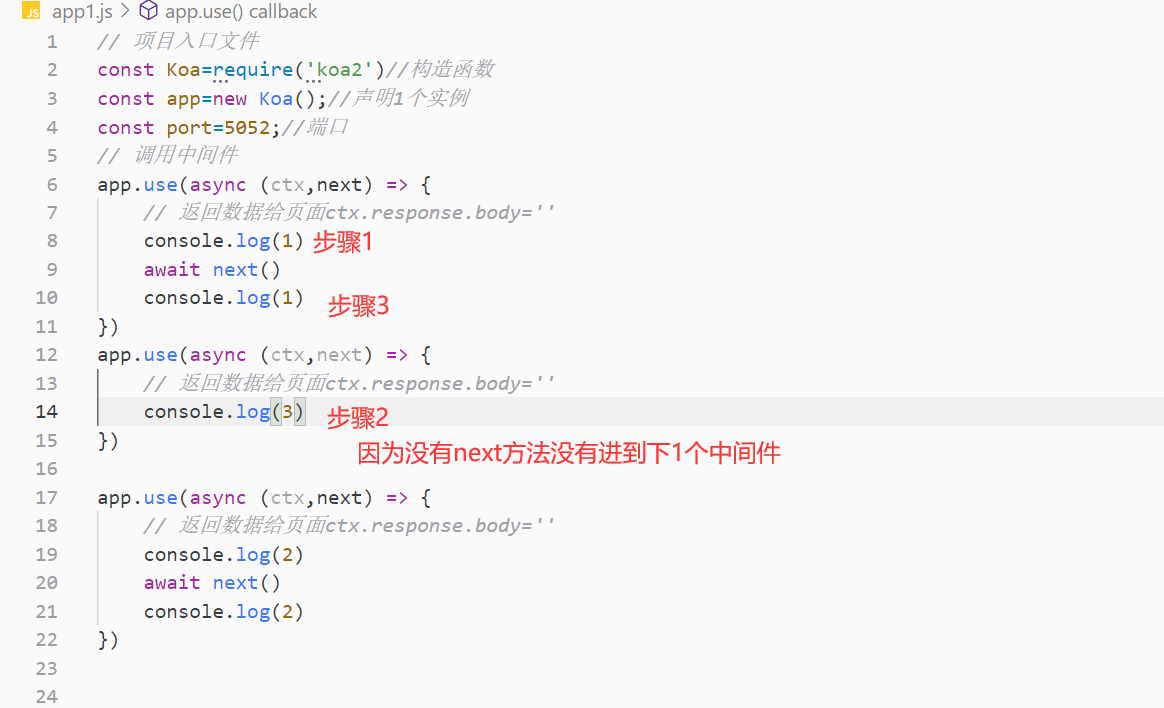 JS app1.js > app.use() callback
1 // 项目入口文件
2 const Koa=require('koa2')//构造函数
3 const app=new Koa();//声明1个实例
4 const port=5052;//端口
5 // 调用中间件
6 app.use(async (ctx,next) => {
7 // 返回数据给页面ctx.response.body=''
8 console.log(1) 步骤1
9 await next()
10 console.log(1) 步骤3
11 })
12 app.use(async (ctx,next) => {
13 // 返回数据给页面ctx.response.body=''
14 console.log(3) 步骤2
15 })
因为没有next方法没有进到下1个中间件
16
17 app.use(async (ctx,next) => {
18 // 返回数据给页面ctx.response.body=''
19 console.log(2)
20 await next()
21 console.log(2)
22 })
23
24